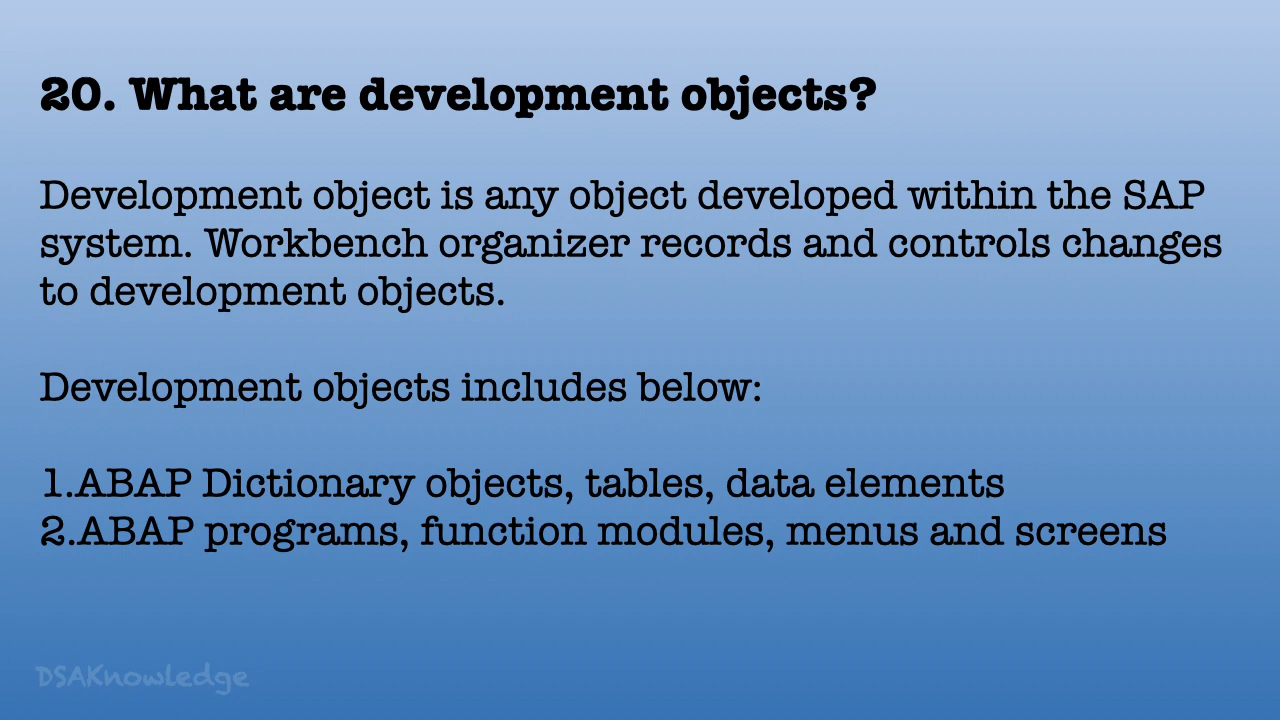 20. What are development objects?
Development object is any object developed within the SAP
system. Workbench organizer records and controls changes
to development objects.
Development objects includes below:
1.ABAP Dictionary objects, tables, data elements
2.ABAP programs, function modules, menus and screens
DSAKnowledge